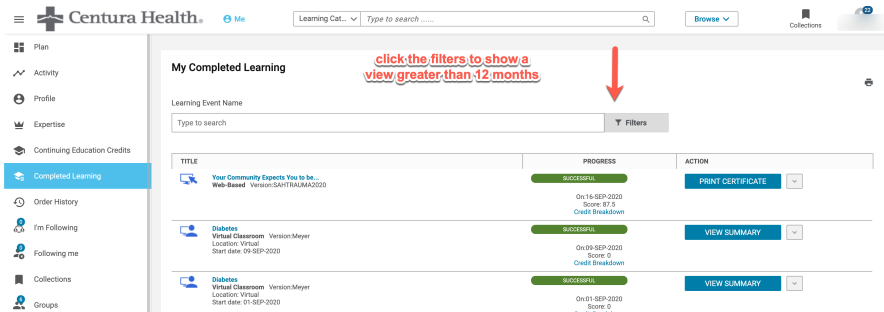 Centura Health®
Me
Learning Cat...
Type to search ......
Browse
Collections
22
Plan
Activity
Profile
Expertise
Continuing Education Credits
Completed Learning
Order History
I'm Following
Following me
Collections
Groups
My Completed Learning
click the filters to show a
view greater than 12 months
Learning Event Name
Type to search
Filters
TITLE PROGRESS ACTION
Your Community Expects You to be...
Web-Based Version:SAHTRAUMA2020
SUCCESSFUL
On:16-SEP-2020
Score: 87.5
Credit Breakdown
PRINT CERTIFICATE
Diabetes
Virtual Classroom Version:Meyer
Location: Virtual
Start date: 09-SEP-2020
SUCCESSFUL
On:09-SEP-2020
Score: 0
Credit Breakdown
VIEW SUMMARY
Diabetes
Virtual Classroom Version:Meyer
Location: Virtual
Start date: 01-SEP-2020
SUCCESSFUL
On:01-SEP-2020
Score: 0
VIEW SUMMARY